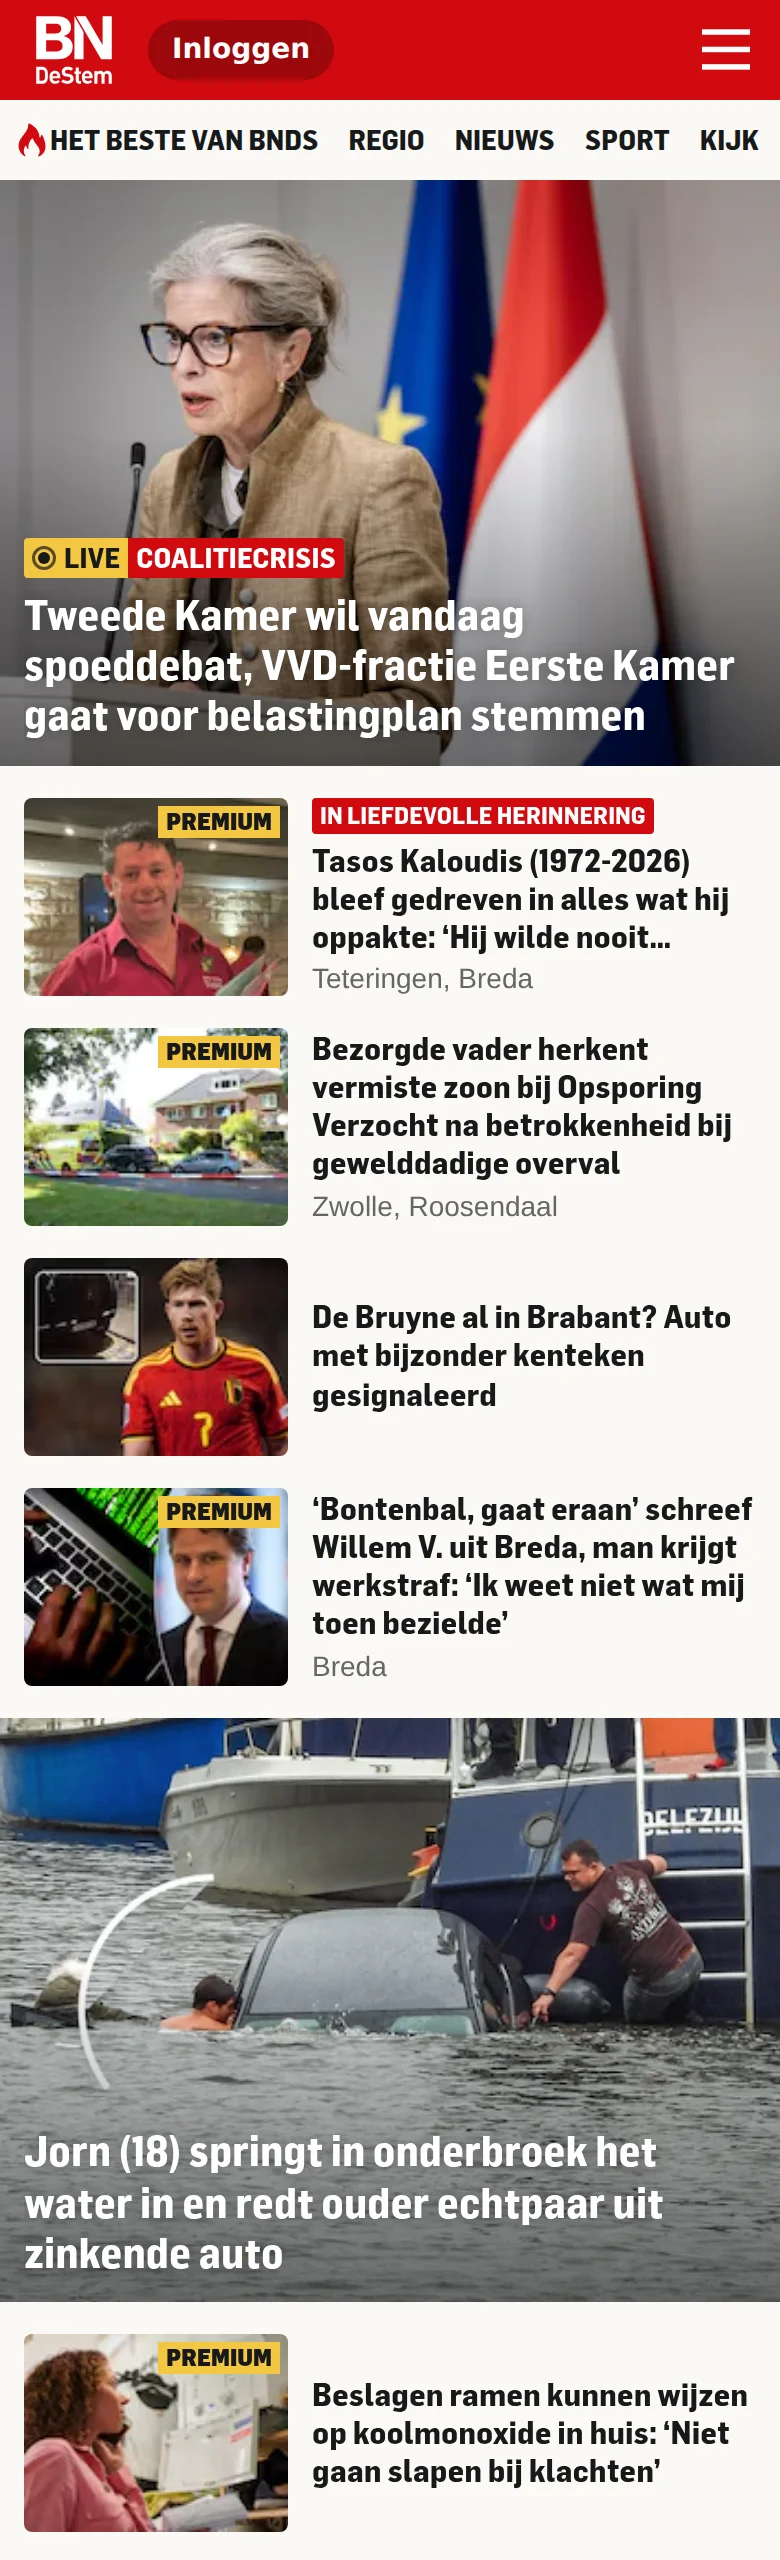 BN
DeStem
Inloggen
HET BESTE VAN BNDS REGIO NIEUWS SPORT KIJK
LIVE COALITIECRISIS
Tweede Kamer wil vandaag
spoeddebat, VVD-fractie Eerste Kamer
gaat voor belastingplan stemmen
PREMIUM
IN LIEFDEVOLLE HERINNERING
Tasos Kaloudis (1972-2026)
bleef gedreven in alles wat hij
oppakte: ‘Hij wilde nooit...
Teteringen, Breda
PREMIUM
Bezorgde vader herkent
vermiste zoon bij Opsporing
Verzocht na betrokkenheid bij
gewelddadige overval
Zwolle, Roosendaal
7
De Bruyne al in Brabant? Auto
met bijzonder kenteken
gesignaleerd
PREMIUM
‘Bontenbal, gaat eraan’ schreef
Willem V. uit Breda, man krijgt
werkstraf: ‘Ik weet niet wat mij
toen bezielde’
Breda
DELFZIJL
Jorn (18) springt in onderbroek het
water in en redt ouder echtpaar uit
zinkende auto
PREMIUM
Beslagen ramen kunnen wijzen
op koolmonoxide in huis: ‘Niet
gaan slapen bij klachten’